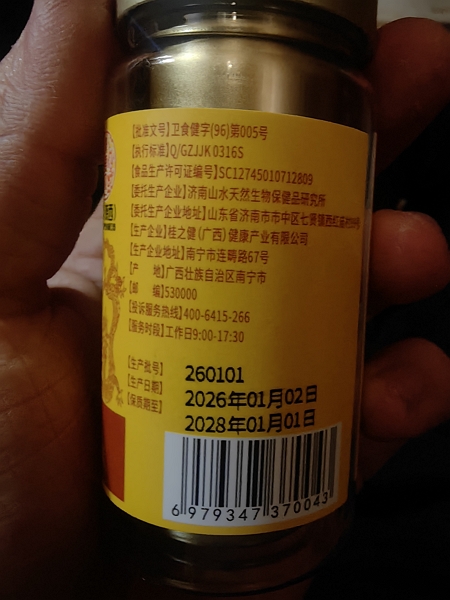 【批准文号】卫食健字(96)第005号
【执行标准】Q/GZJJK 0316S
【食品生产许可证编号】SC12745010712809
【委托生产企业】济南山水天然生物保健品研究所
【委托生产企业地址】山东省济南市市中区七贤镇西红庙村
【生产企业】桂之健(广西)健康产业有限公司
【生产企业地址】南宁市连畴路67号
【产 地】广西壮族自治区南宁市
【邮 编】530000
【投诉服务热线】400-6415-266
【服务时段】工作日9:00-17:30
【生产批号】 260101
【生产日期】 2026年01月02日
【保质期至】 2028年01月01日
6 979347 370043